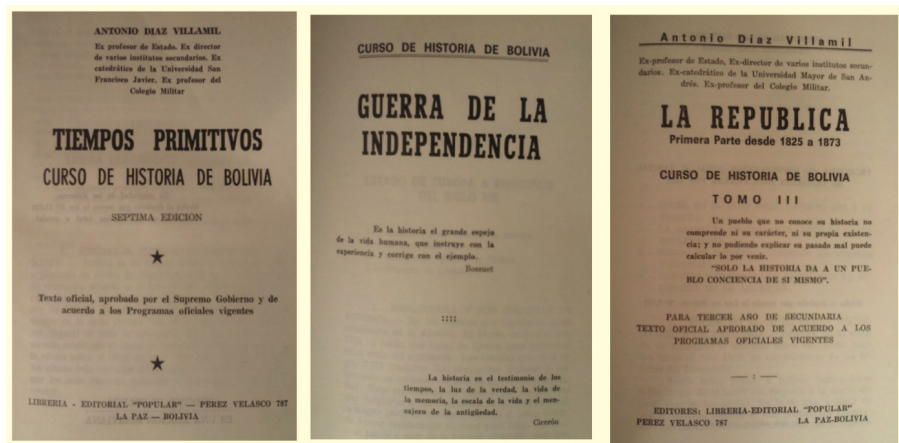 ANTONIO DIAZ VILLAMIL
Ex profesor de Estado. Ex director
de varios institutos secundarios. Ex
catedrático de la Universidad San
Francisco Javier. Ex profesor del
Colegio Militar
TIEMPOS PRIMITIVOS
CURSO DE HISTORIA DE BOLIVIA
SEPTIMA EDICION
Texto oficial, aprobado por el Supremo Gobierno y de
acuerdo a los Programas oficiales vigentes
LIBRERIA - EDITORIAL "POPULAR" — PEREZ VELASCO 787
LA PAZ — BOLIVIA
CURSO DE HISTORIA DE BOLIVIA
GUERRA DE LA
INDEPENDENCIA
Es la historia el grande espejo
de la vida humana, que instruye con la
experiencia y corrige con el ejemplo.
Bossuet
::::
La historia es el testimonio de los
tiempos, la luz de la verdad, la vida de
la memoria, la escala de la vida y el men-
sajero de la antigüedad.
Cicerón
Antonio Díaz Villamil
Ex-profesor de Estado, Ex-director de varios institutos secun-
darios. Ex-catedrático de la Universidad Mayor de San An-
drés. Ex-profesor del Colegio Militar.
LA REPUBLICA
Primera Parte desde 1825 a 1873
CURSO DE HISTORIA DE BOLIVIA
TOMO III
Un pueblo que no conoce su historia no
comprende ni su carácter, ni su propia existen-
cia; y no pudiendo explicar su pasado mal puede
calcular lo por venir.
"SOLO LA HISTORIA DA A UN PUE-
BLO CONCIENCIA DE SI MISMO".
PARA TERCER AÑO DE SECUNDARIA
TEXTO OFICIAL APROBADO DE ACUERDO A LOS
PROGRAMAS OFICIALES VIGENTES
— : —
EDITORES: LIBRERIA-EDITORIAL "POPULAR"
PEREZ VELASCO 787 LA PAZ-BOLIVIA